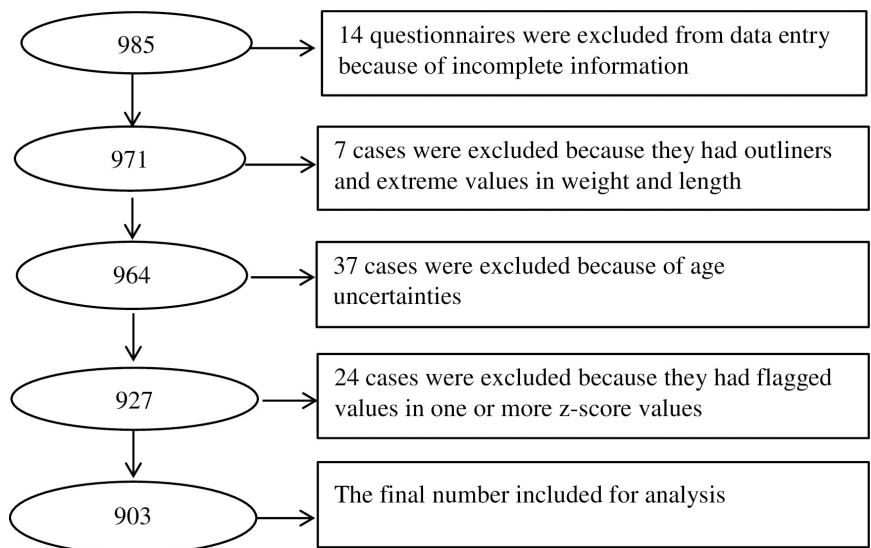 985
14 questionnaires were excluded from data entry
because of incomplete information
971
7 cases were excluded because they had outliners
and extreme values in weight and length
964
37 cases were excluded because of age
uncertainties
927
24 cases were excluded because they had flagged
values in one or more z-score values
903
The final number included for analysis